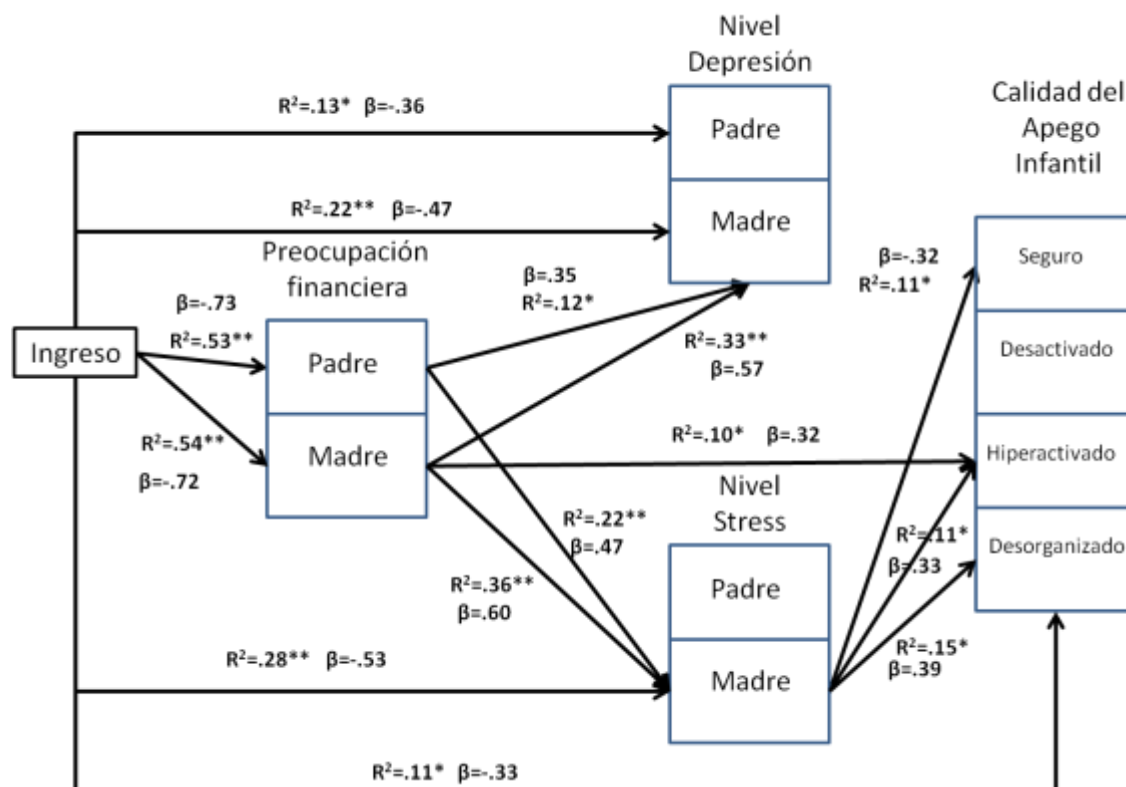 Nivel
Depresión
Calidad del
Apego
Infantil
R²=.13* β=-.36
Padre
R²=.22** β=-.47
Madre
Preocupación
financiera
β=-.73
R²=.53**
β=.35
R²=.12*
β=-.32
R²=.11*
Seguro
Ingreso
Padre
R²=.33**
β=.57
Desactivado
R²=.54**
β=-.72
Madre
R²=.10* β=.32
Hiperactivado
Nivel
Stress
R²=.22**
β=.47
R²=.11*
β=.33
Desorganizado
R²=.36**
β=.60
Padre
R²=.28** β=-.53
Madre
R²=.15*
β=.39
R²=.11* β=-.33